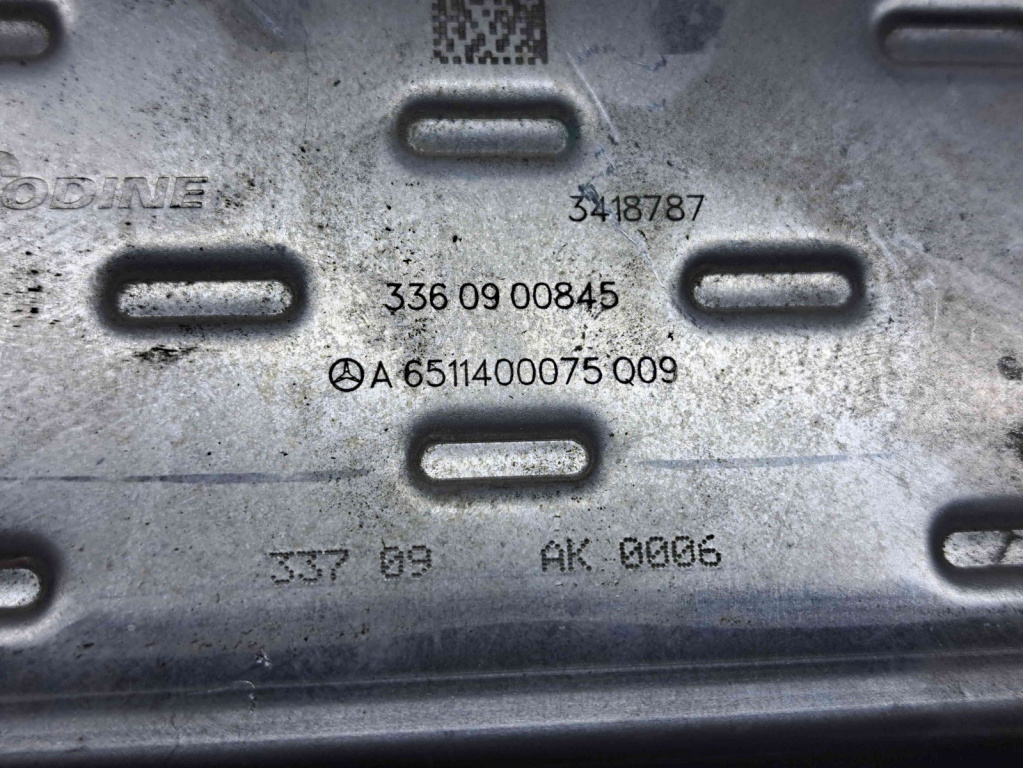 ODINE
3418787
336 09 00845
A 6511400075 Q09
337 09 AK 0006